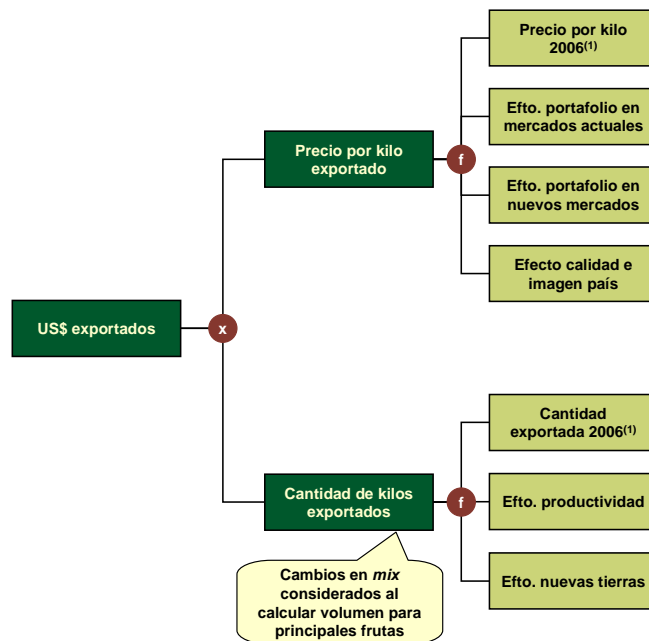 Precio por kilo
2006(1)
Efto. portafolio en
mercados actuales
Precio por kilo
exportado
f
Efto. portafolio en
nuevos mercados
Efecto calidad e
imagen país
US$ exportados
x
Cantidad
exportada 2006(1)
Cantidad de kilos
exportados
f
Efto. productividad
Efto. nuevas tierras
Cambios en mix
considerados al
calcular volumen para
principales frutas